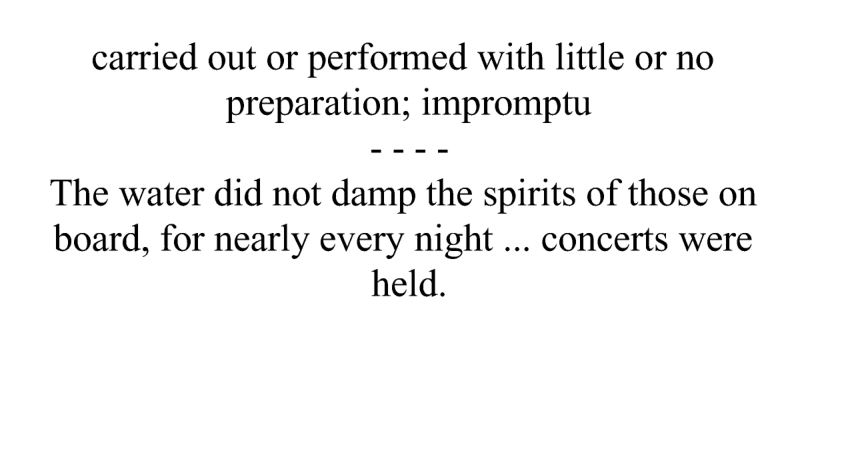 carried out or performed with little or no
preparation; impromptu
- - - -
The water did not damp the spirits of those on
board, for nearly every night ... concerts were
held.